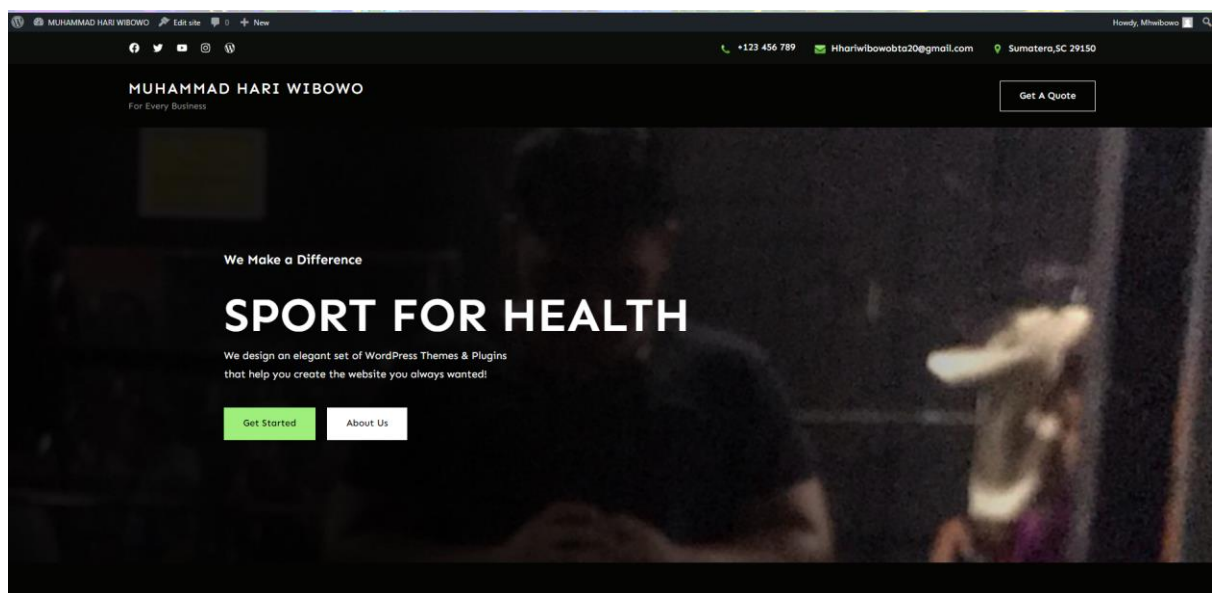 MUHAMMAD HARI WIBOWO Edit site 0 New Howdy, Mhwibowo
+123 456 789 Hhariwibowobta20@gmail.com Sumatera,SC 29150
MUHAMMAD HARI WIBOWO
For Every Business
Get A Quote
We Make a Difference
SPORT FOR HEALTH
We design an elegant set of WordPress Themes & Plugins
that help you create the website you always wanted!
Get Started About Us